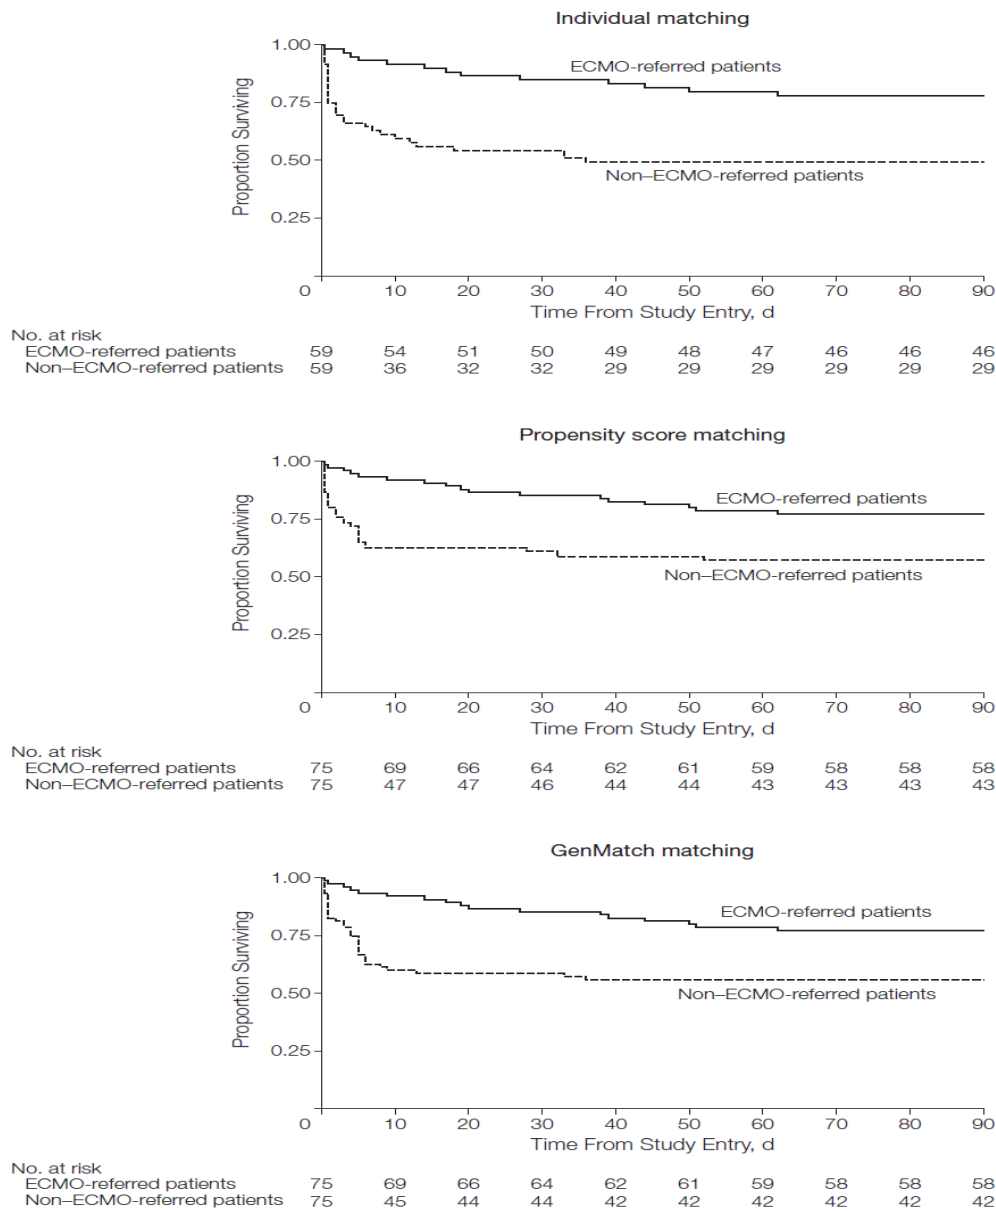 Individual matching
1.00
0.75
0.50
0.25
Proportion Surviving
ECMO-referred patients
Non–ECMO-referred patients
0 10 20 30 40 50 60 70 80 90
Time From Study Entry, d
No. at risk
ECMO-referred patients 59 54 51 50 49 48 47 46 46 46
Non–ECMO-referred patients 59 36 32 32 29 29 29 29 29 29
Propensity score matching
1.00
0.75
0.50
0.25
Proportion Surviving
ECMO-referred patients
Non–ECMO-referred patients
0 10 20 30 40 50 60 70 80 90
Time From Study Entry, d
No. at risk
ECMO-referred patients 75 69 66 64 62 61 59 58 58 58
Non–ECMO-referred patients 75 47 47 46 44 44 43 43 43 43
GenMatch matching
1.00
0.75
0.50
0.25
Proportion Surviving
ECMO-referred patients
Non–ECMO-referred patients
0 10 20 30 40 50 60 70 80 90
Time From Study Entry, d
No. at risk
ECMO-referred patients 75 69 66 64 62 61 59 58 58 58
Non–ECMO-referred patients 75 45 44 44 42 42 42 42 42 42